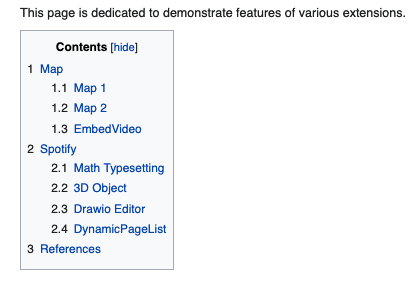 This page is dedicated to demonstrate features of various extensions.
Contents [hide]
1 Map
1.1 Map 1
1.2 Map 2
1.3 EmbedVideo
2 Spotify
2.1 Math Typesetting
2.2 3D Object
2.3 Drawio Editor
2.4 DynamicPageList
3 References